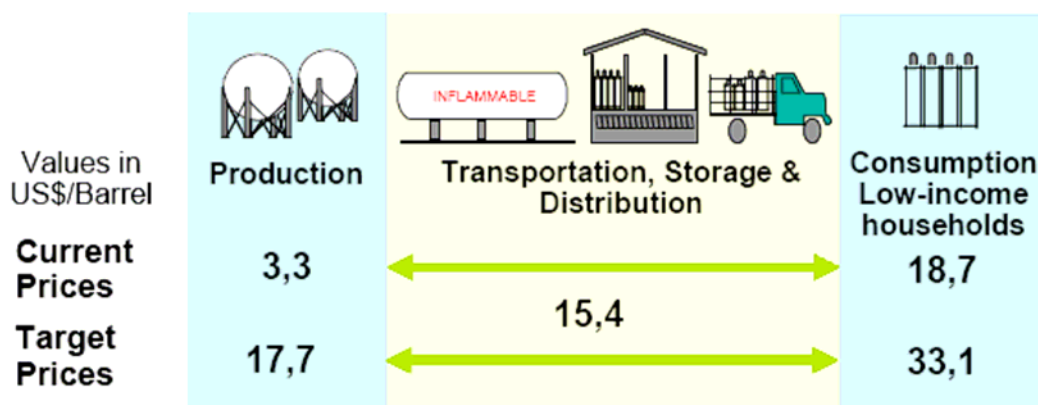 INFLAMMABLE
Values in
US$/Barrel
Production
Transportation, Storage &
Distribution
Consumption
Low-income
households
Current
Prices
3,3
18,7
15,4
Target
Prices
17,7
33,1